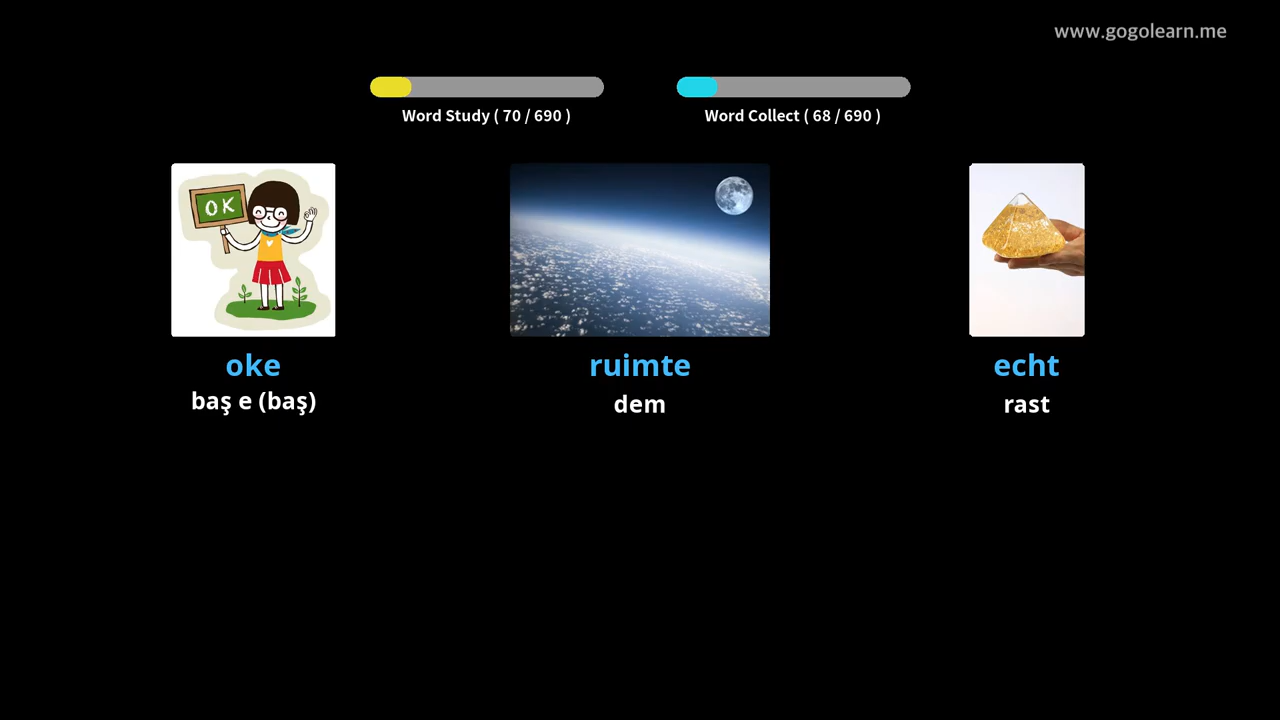 www.gogolearn.me
Word Study ( 70 / 690 )
Word Collect ( 68 / 690 )
OK
oke
baş e (baş)
ruimte
dem
echt
rast